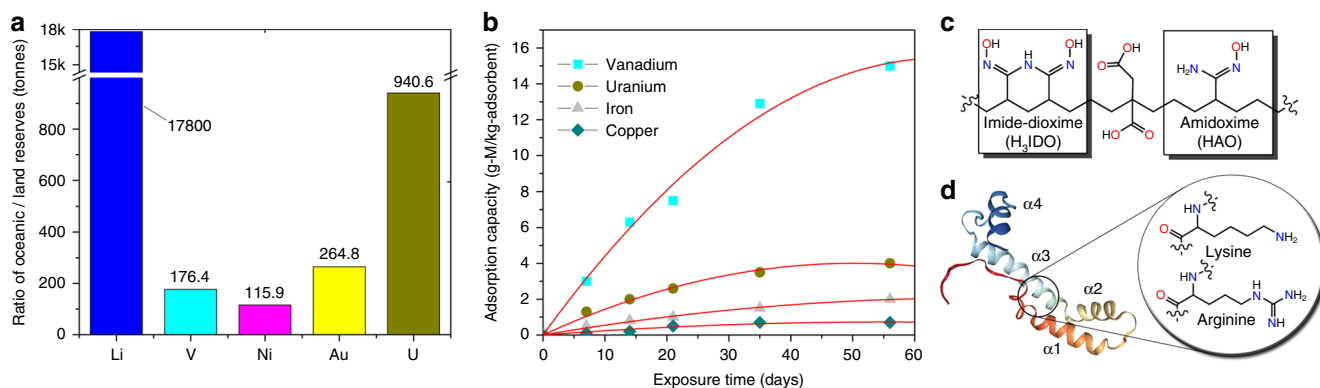 a
Ratio of oceanic / land reserves (tonnes)
18k
15k
800
600
400
200
0
17800
176.4
115.9
264.8
940.6
Li V Ni Au U
b
Adsorption capacity (g-M/kg-adsorbent)
16
14
12
10
8
6
4
2
0
Vanadium
Uranium
Iron
Copper
0 10 20 30 40 50 60
Exposure time (days)
c
OH OH
H
N N N
Imide-dioxime
(H₃IDO)
O OH
HO O
OH
H₂N N
Amidoxime
(HAO)
d
α4
α3
α2
α1
HN
O
NH₂
Lysine
HN
O
H
N NH₂
NH
Arginine